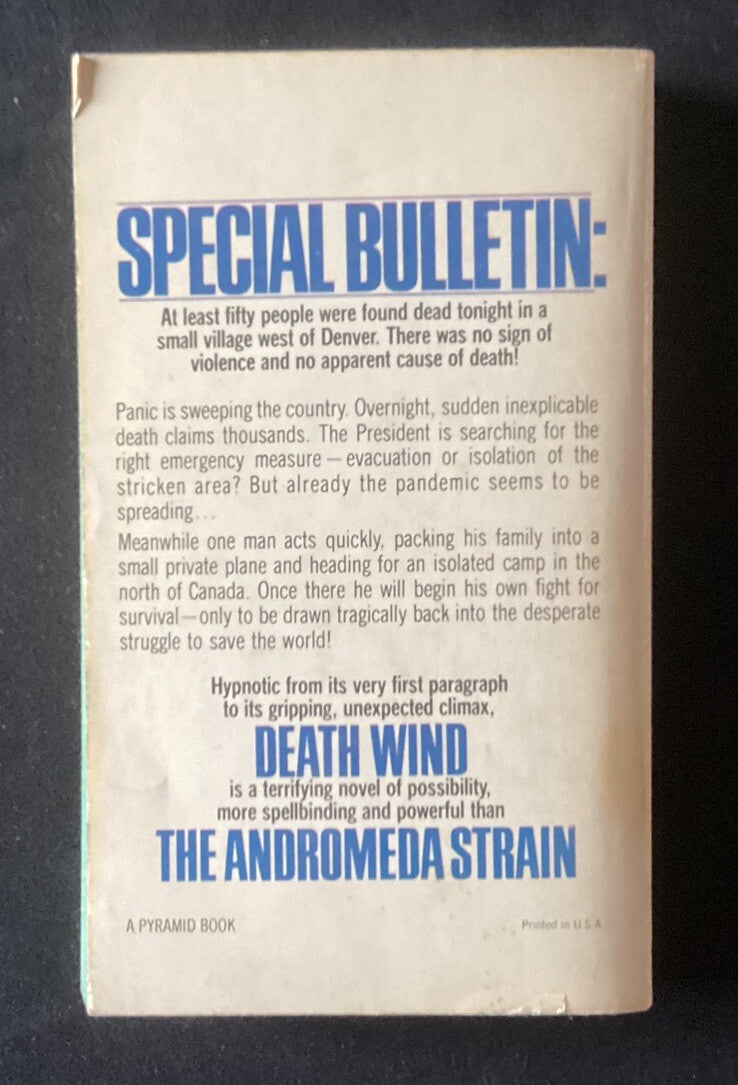 SPECIAL BULLETIN:
At least fifty people were found dead tonight in a
small village west of Denver. There was no sign of
violence and no apparent cause of death!
Panic is sweeping the country. Overnight, sudden inexplicable
death claims thousands. The President is searching for the
right emergency measure—evacuation or isolation of the
stricken area? But already the pandemic seems to be
spreading...
Meanwhile one man acts quickly, packing his family into a
small private plane and heading for an isolated camp in the
north of Canada. Once there he will begin his own fight for
survival—only to be drawn tragically back into the desperate
struggle to save the world!
Hypnotic from its very first paragraph
to its gripping, unexpected climax,
DEATH WIND
is a terrifying novel of possibility,
more spellbinding and powerful than
THE ANDROMEDA STRAIN
A PYRAMID BOOK
Printed in U.S.A.